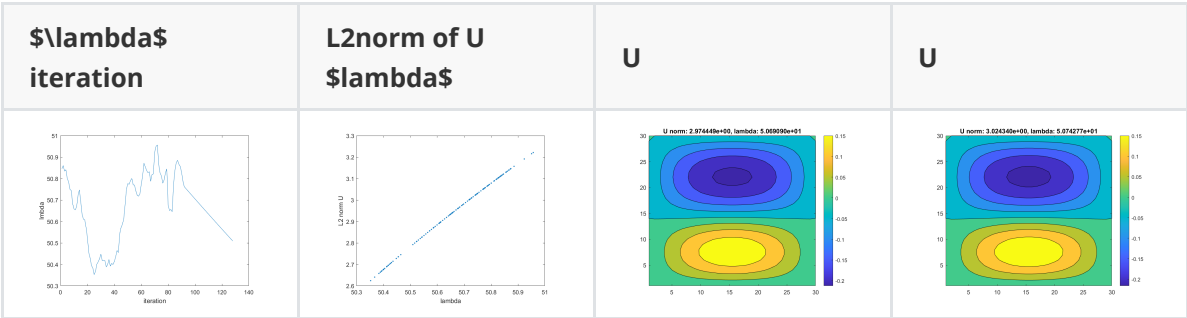 $\lambda$
iteration
L2norm of U
$lambda$
U
U
51
50.9
50.8
50.7
50.6
50.5
50.4
50.3
0 20 40 60 80 100 120 140
lmbda
iteration
3.3
3.2
3.1
3
2.9
2.8
2.7
2.6
50.3 50.4 50.5 50.6 50.7 50.8 50.9 51
L2 norm U
lambda
U norm: 2.974449e+00, lambda: 5.069090e+01
30
25
20
15
10
5
5 10 15 20 25 30
0.15
0.1
0.05
0
-0.05
-0.1
-0.15
-0.2
U norm: 3.024340e+00, lambda: 5.074277e+01
30
25
20
15
10
5
5 10 15 20 25 30
0.15
0.1
0.05
0
-0.05
-0.1
-0.15
-0.2